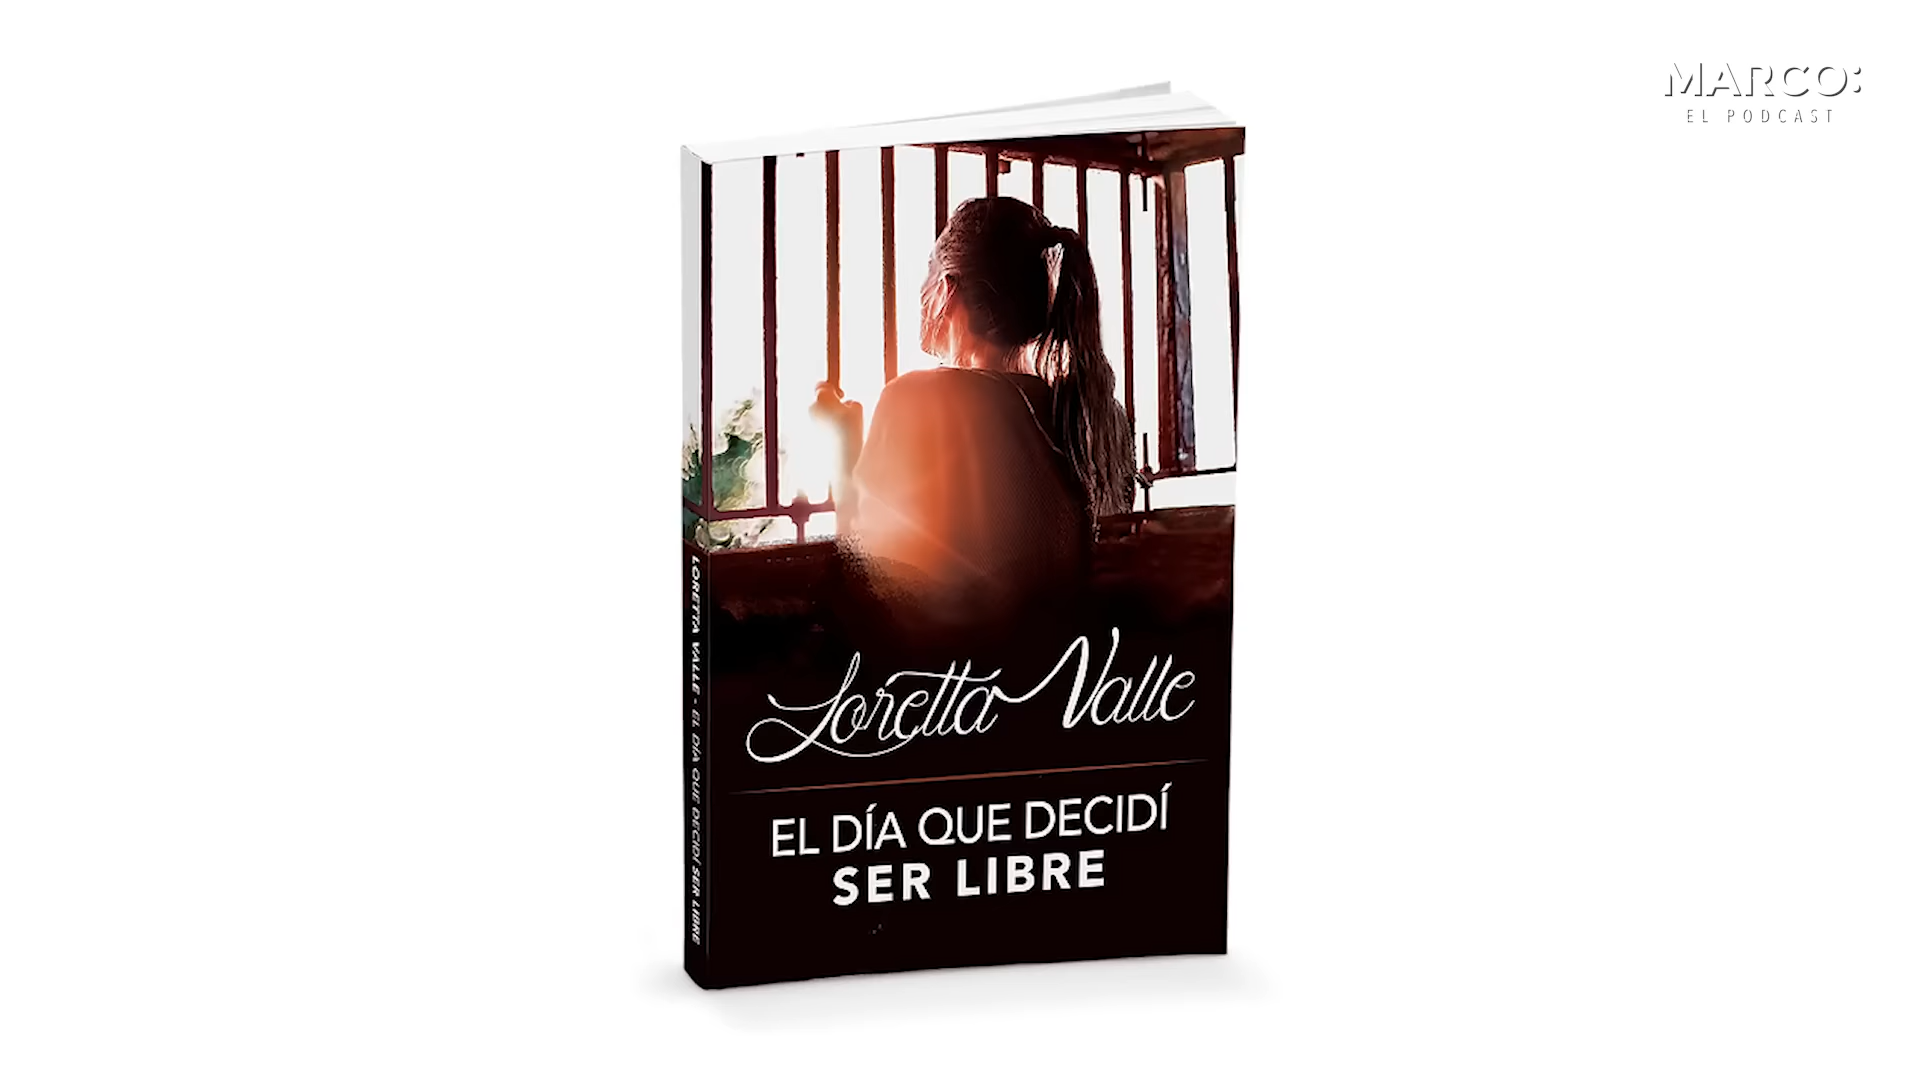 MARCO:
EL PODCAST
Loretta Valle
EL DÍA QUE DECIDÍ
SER LIBRE
LORETTA VALLE - EL DÍA QUE DECIDÍ SER LIBRE